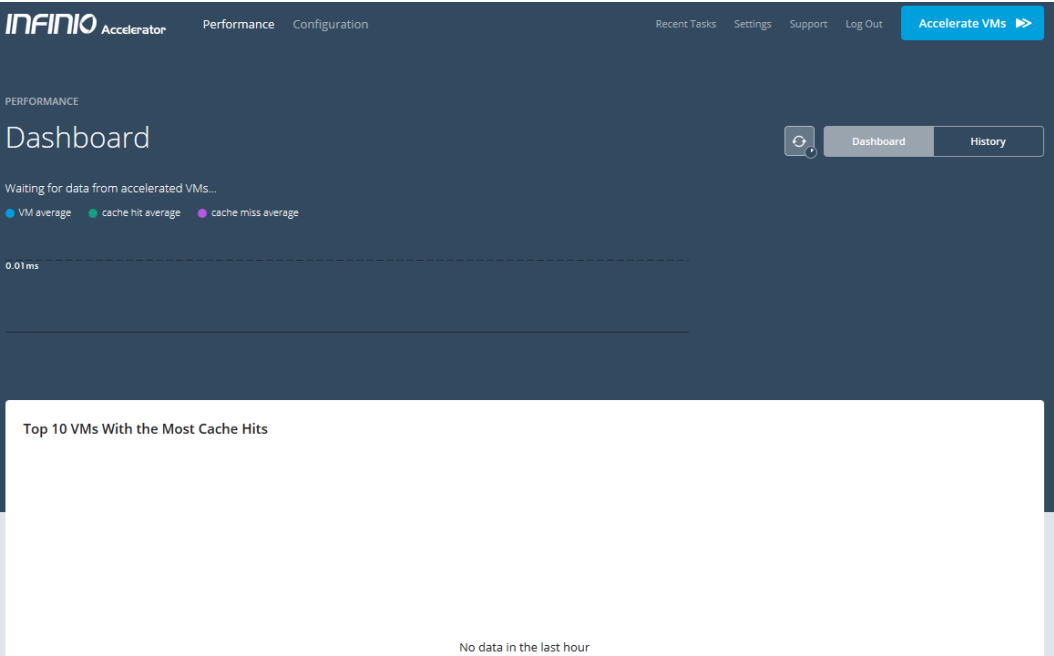 INFINIO Accelerator Performance Configuration Recent Tasks Settings Support Log Out Accelerate VMs
PERFORMANCE
Dashboard
Dashboard History
Waiting for data from accelerated VMs...
VM average cache hit average cache miss average
0.01ms
Top 10 VMs With the Most Cache Hits
No data in the last hour